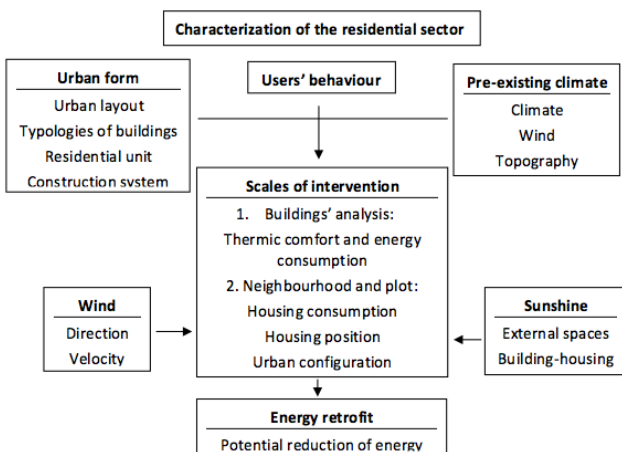 Characterization of the residential sector
Urban form
Urban layout
Typologies of buildings
Residential unit
Construction system
Users' behaviour
Pre-existing climate
Climate
Wind
Topography
Scales of intervention
1. Buildings' analysis:
Thermic comfort and energy
consumption
2. Neighbourhood and plot:
Housing consumption
Housing position
Urban configuration
Wind
Direction
Velocity
Sunshine
External spaces
Building-housing
Energy retrofit
Potential reduction of energy